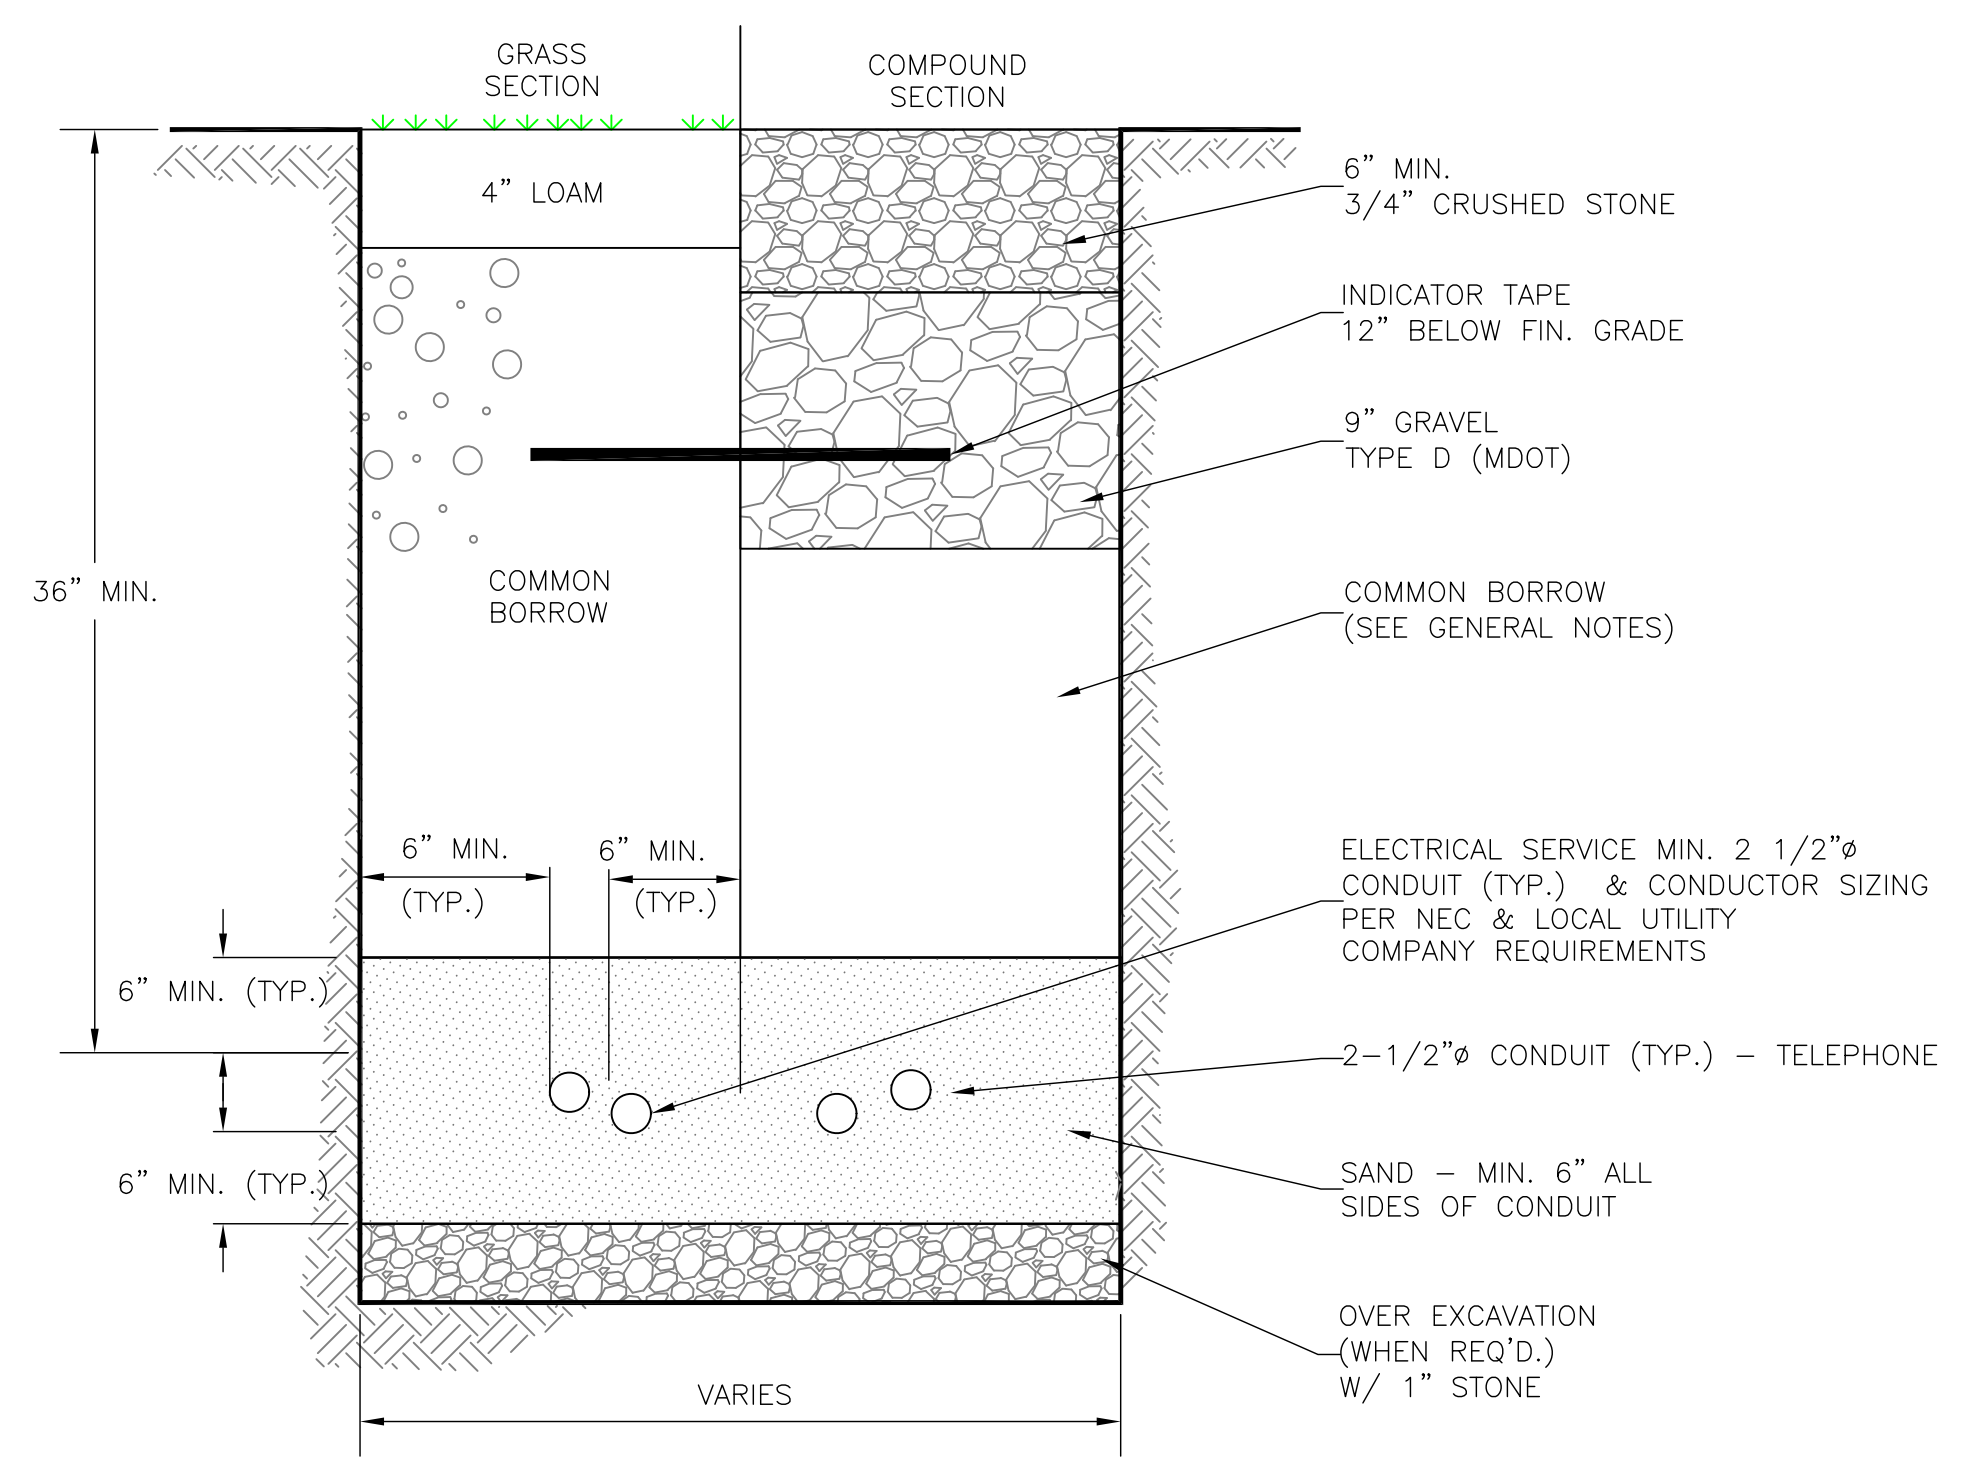 GRASS
SECTION
COMPOUND
SECTION
4” LOAM
6” MIN.
3/4” CRUSHED STONE
INDICATOR TAPE
12” BELOW FIN. GRADE
9” GRAVEL
TYPE D (MDOT)
36” MIN.
COMMON
BORROW
COMMON BORROW
(SEE GENERAL NOTES)
6” MIN.
(TYP.)
6” MIN.
(TYP.)
ELECTRICAL SERVICE MIN. 2 1/2”ø
CONDUIT (TYP.) & CONDUCTOR SIZING
PER NEC & LOCAL UTILITY
COMPANY REQUIREMENTS
6” MIN. (TYP.)
2-1/2”ø CONDUIT (TYP.) – TELEPHONE
6” MIN. (TYP.)
SAND – MIN. 6” ALL
SIDES OF CONDUIT
OVER EXCAVATION
(WHEN REQ’D.)
W/ 1” STONE
VARIES